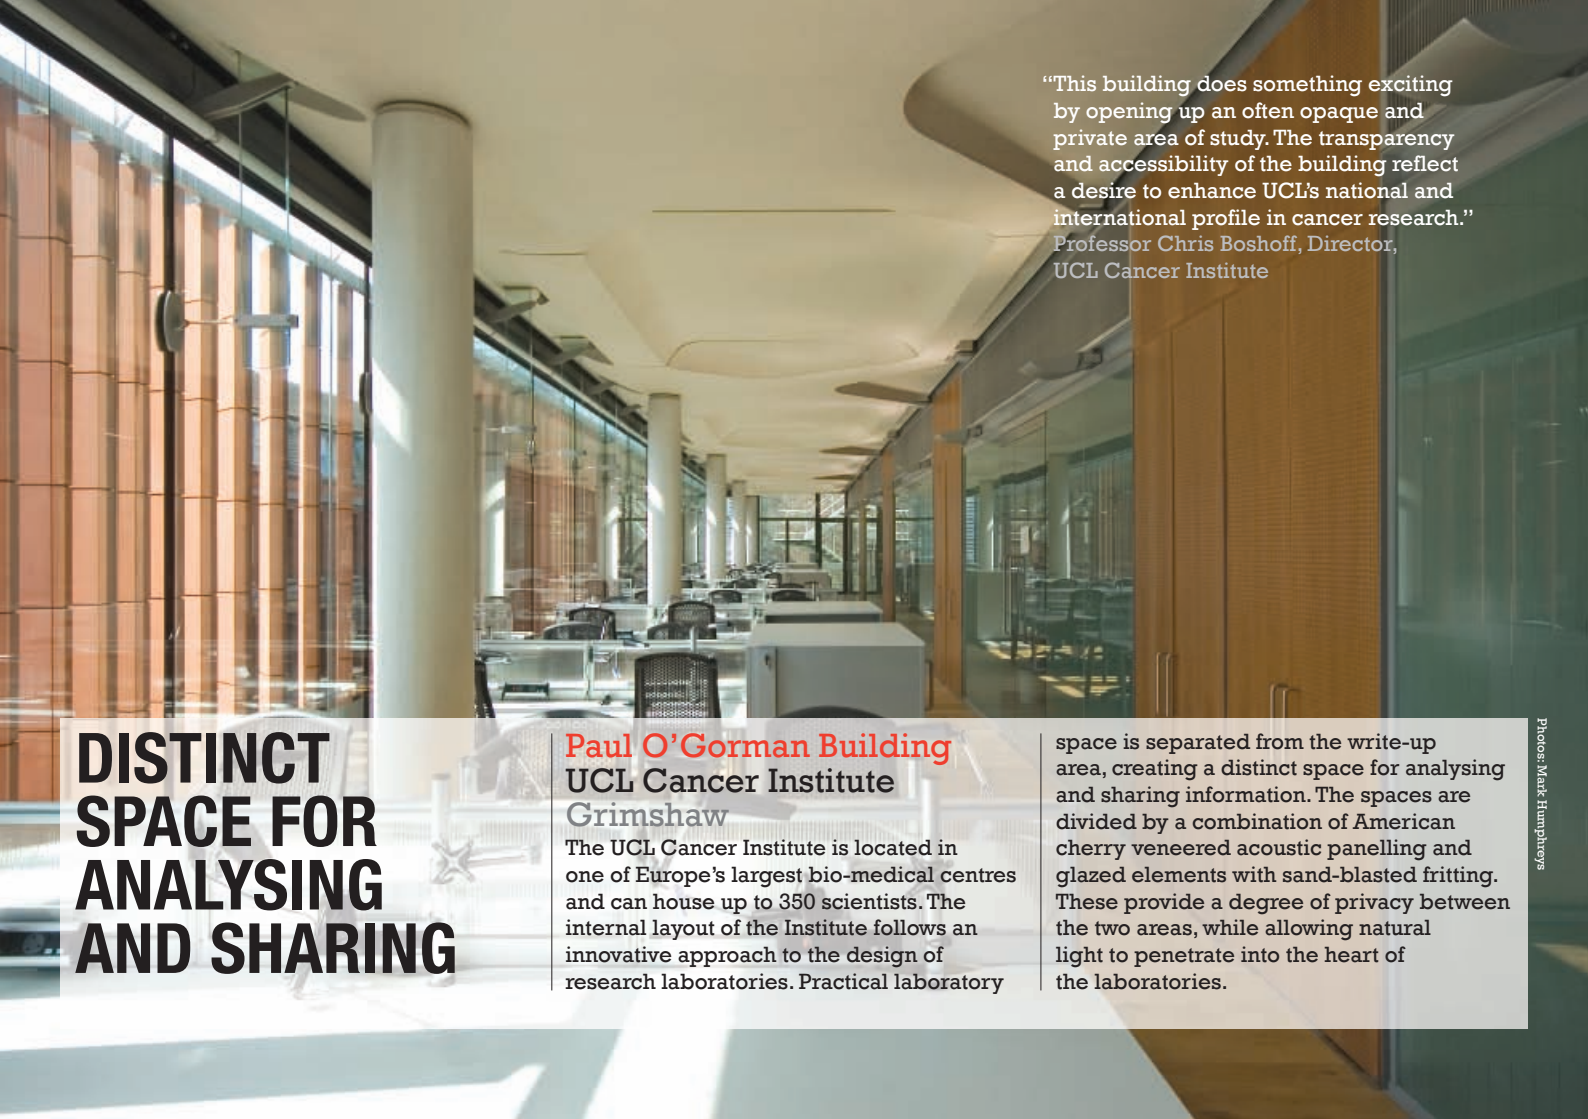 “This building does something exciting
by opening up an often opaque and
private area of study. The transparency
and accessibility of the building reflect
a desire to enhance UCL’s national and
international profile in cancer research.”
Professor Chris Boshoff, Director,
UCL Cancer Institute
DISTINCT
SPACE FOR
ANALYSING
AND SHARING
Paul O’Gorman Building
UCL Cancer Institute
Grimshaw
The UCL Cancer Institute is located in
one of Europe’s largest bio-medical centres
and can house up to 350 scientists. The
internal layout of the Institute follows an
innovative approach to the design of
research laboratories. Practical laboratory
space is separated from the write-up
area, creating a distinct space for analysing
and sharing information. The spaces are
divided by a combination of American
cherry veneered acoustic panelling and
glazed elements with sand-blasted fritting.
These provide a degree of privacy between
the two areas, while allowing natural
light to penetrate into the heart of
the laboratories.
Photos: Mark Humphreys